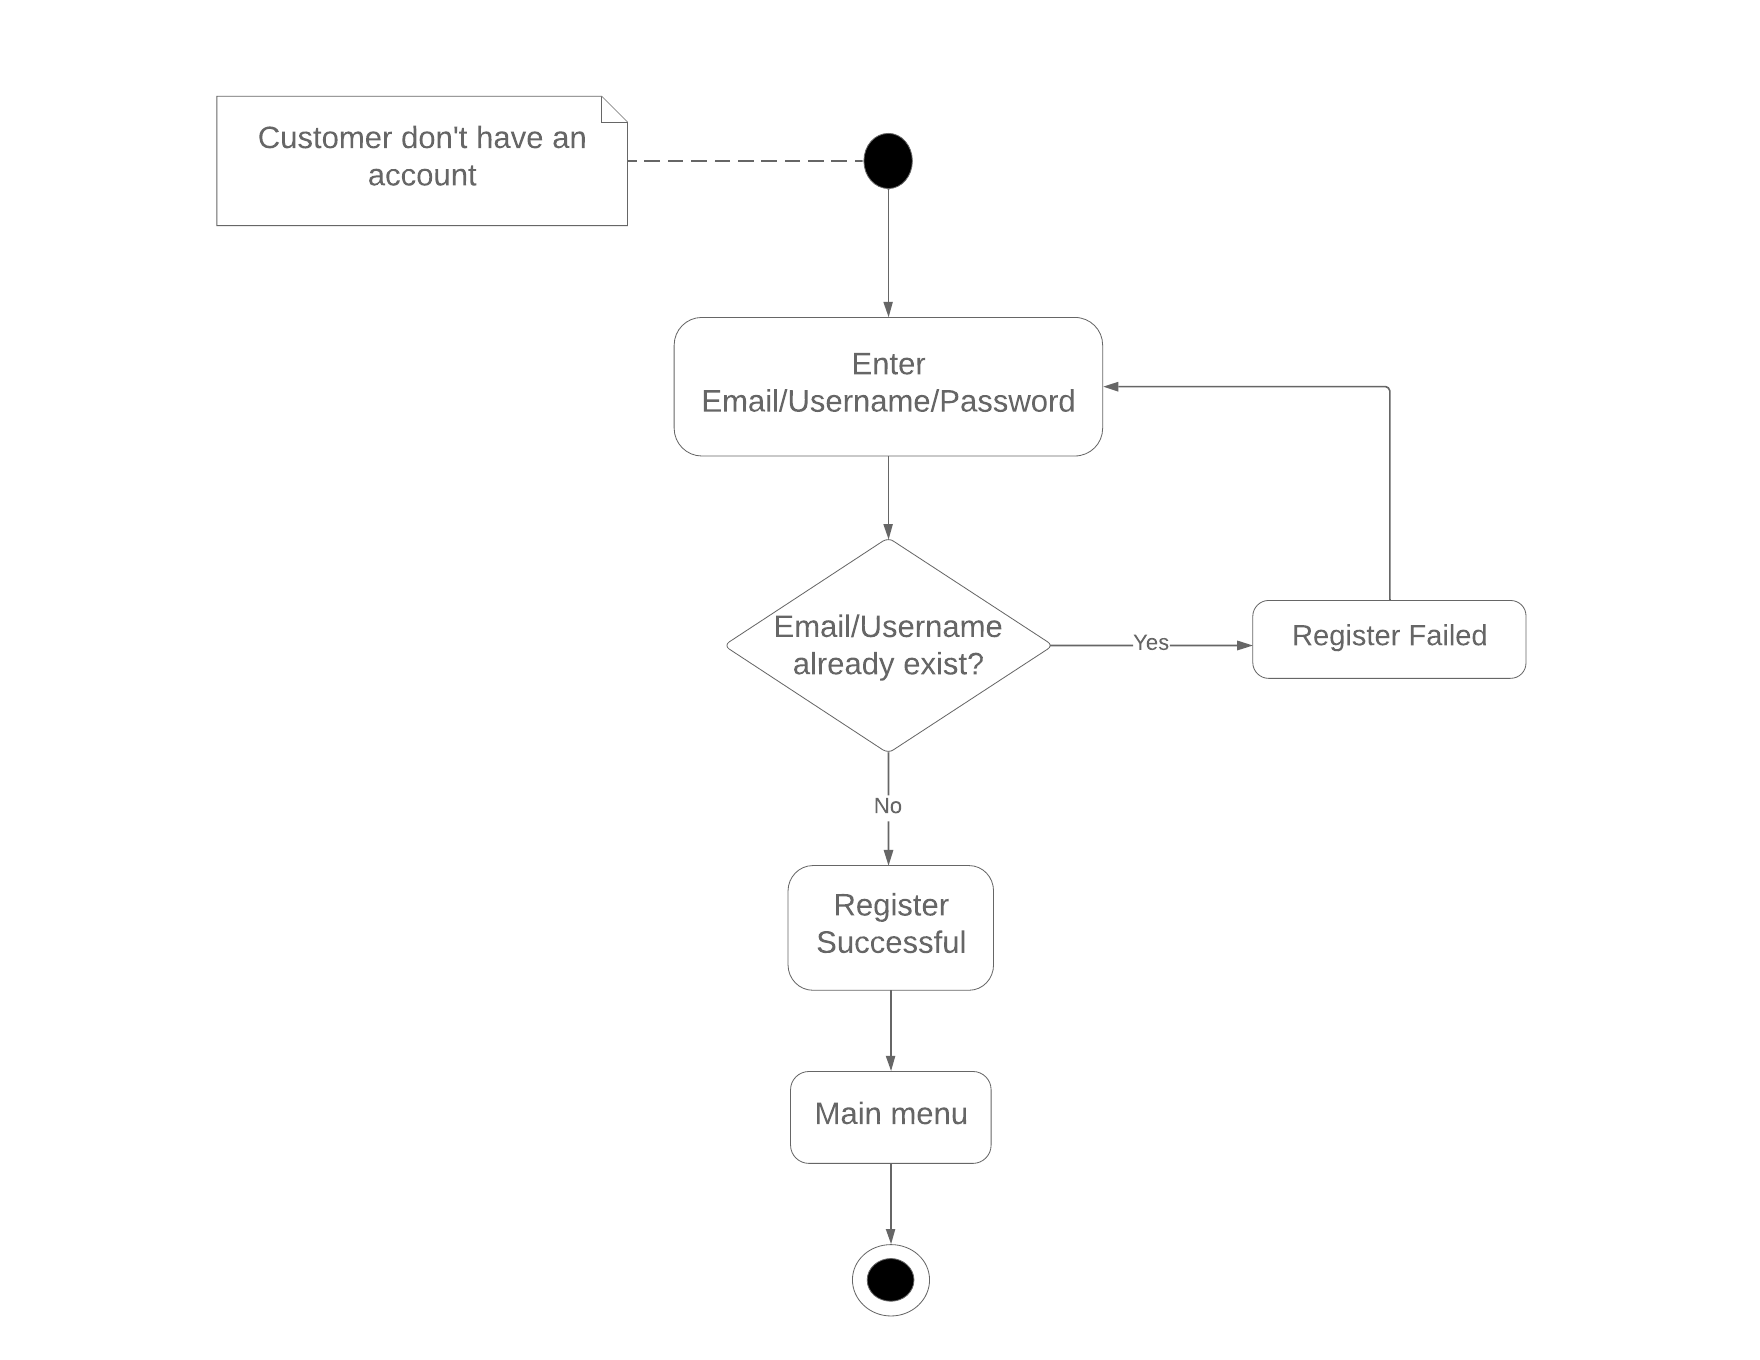 Customer don't have an
account
Enter
Email/Username/Password
Email/Username
already exist?
Yes
Register Failed
No
Register
Successful
Main menu